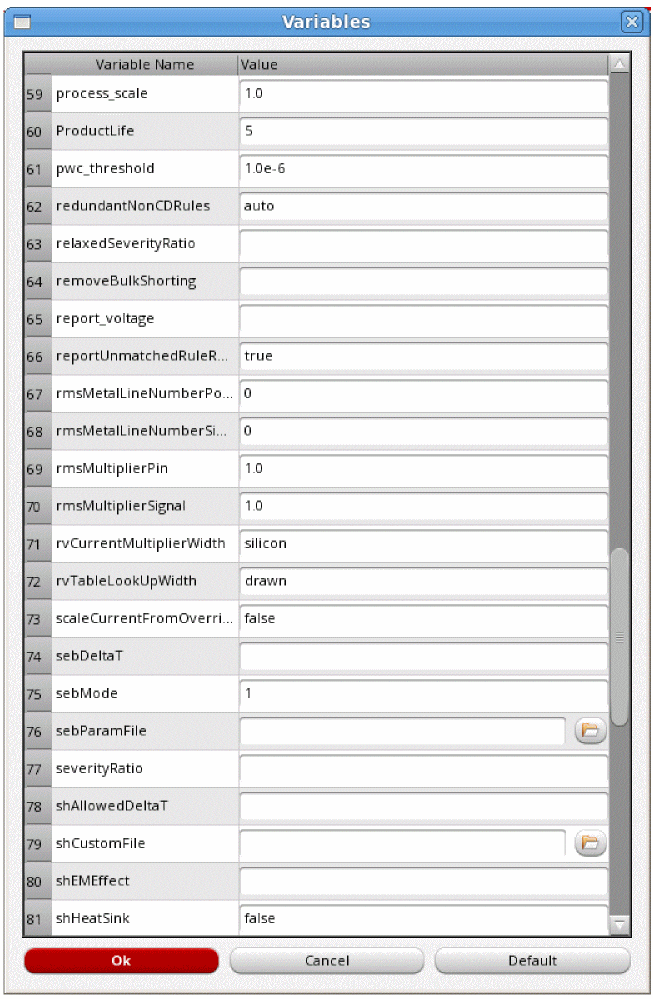 Variables
Variable Name Value
59 process_scale 1.0
60 ProductLife 5
61 pwc_threshold 1.0e-6
62 redundantNonCDRules auto
63 relaxedSeverityRatio
64 removeBulkShorting
65 report_voltage
66 reportUnmatchedRuleR... true
67 rmsMetalLineNumberPo... 0
68 rmsMetalLineNumberSi... 0
69 rmsMultiplierPin 1.0
70 rmsMultiplierSignal 1.0
71 rvCurrentMultiplierWidth silicon
72 rvTableLookUpWidth drawn
73 scaleCurrentFromOverri... false
74 sebDeltaT
75 sebMode 1
76 sebParamFile
77 severityRatio
78 shAllowedDeltaT
79 shCustomFile
80 shEMEffect
81 shHeatSink false
Ok Cancel Default